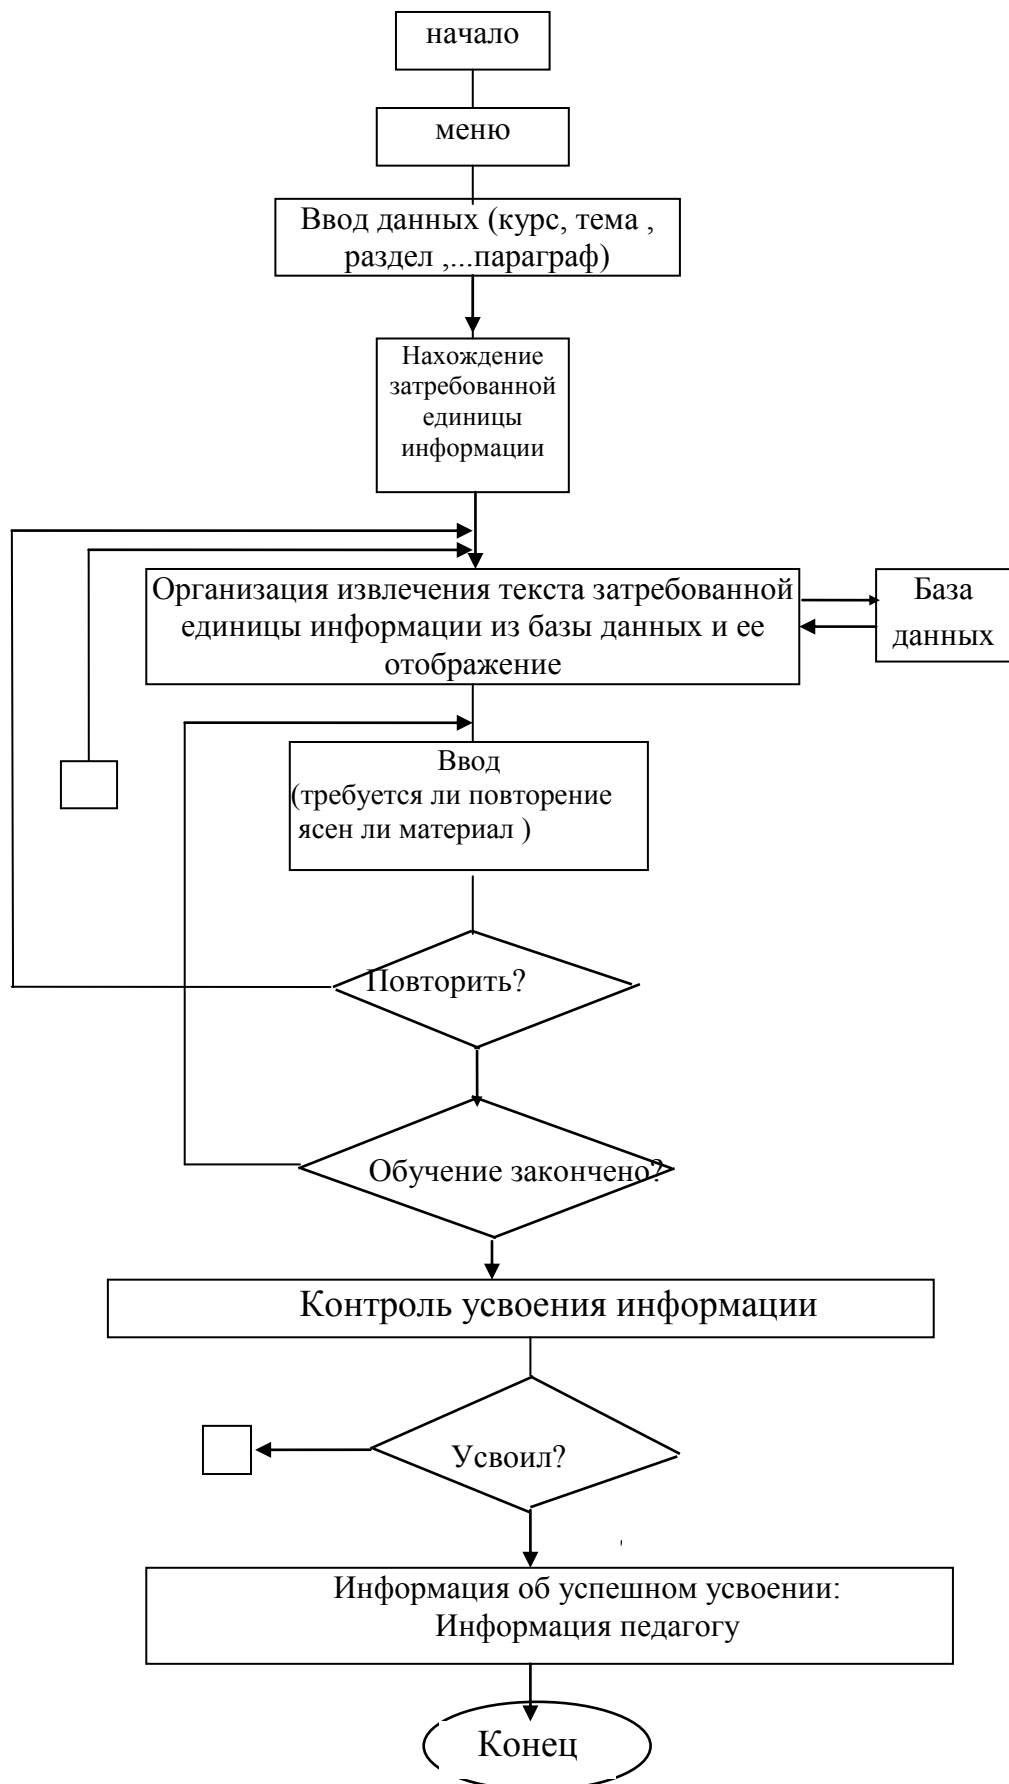 начало
меню
Ввод данных (курс, тема ,
раздел ,...параграф)
Нахождение
затребованной
единицы
информации
Организация извлечения текста затребованной
единицы информации из базы данных и ее
отображение
База
данных
Ввод
(требуется ли повторение
ясен ли материал )
Повторить?
Обучение закончено?
Контроль усвоения информации
Усвоил?
Информация об успешном усвоении:
Информация педагогу
Конец